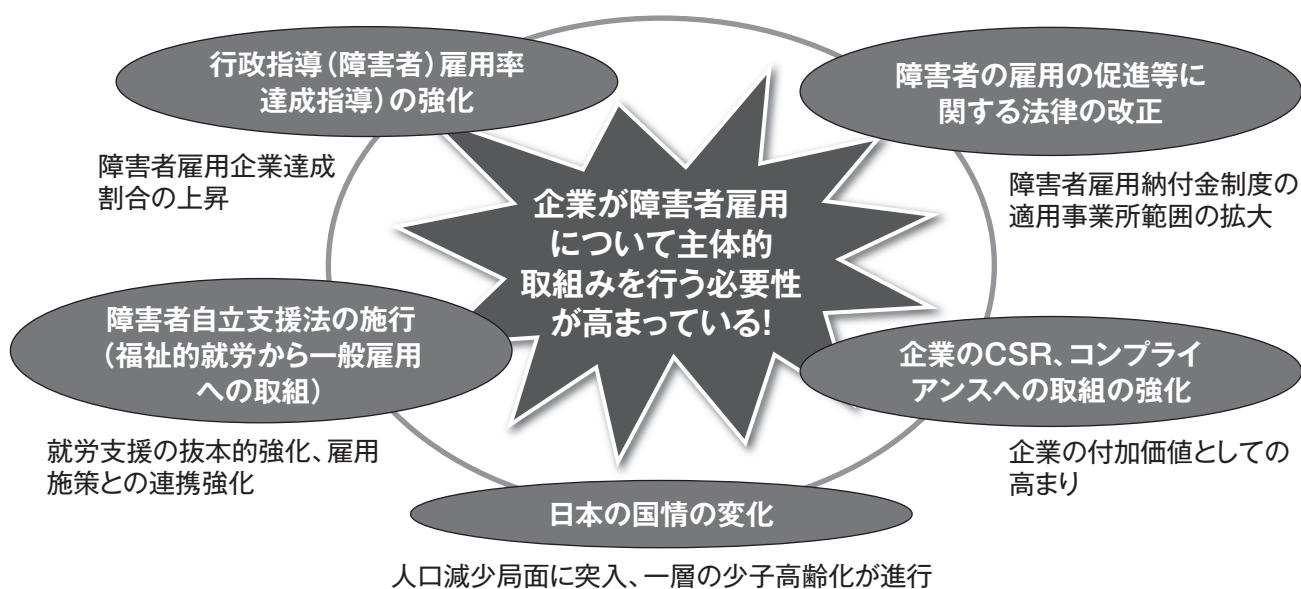 行政指導（障害者）雇用率
達成指導）の強化
障害者雇用企業達成
割合の上昇
障害者の雇用の促進等に
関する法律の改正
障害者雇用納付金制度の
適用事業所範囲の拡大
企業が障害者雇用
について主体的
取組みを行う必要性
が高まっている!
障害者自立支援法の施行
（福祉的就労から一般雇用
への取組）
就労支援の抜本的強化、雇用
施策との連携強化
企業のCSR、コンプライ
アンスへの取組の強化
企業の付加価値としての
高まり
日本の国情の変化
人口減少局面に突入、一層の少子高齢化が進行